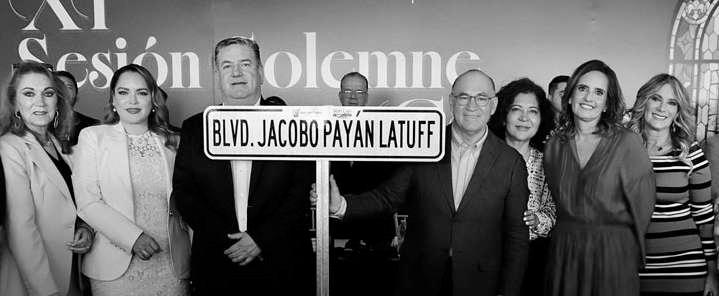 XI
Sesión Solemne
BLVD. JACOBO PAYÁN LATUFF